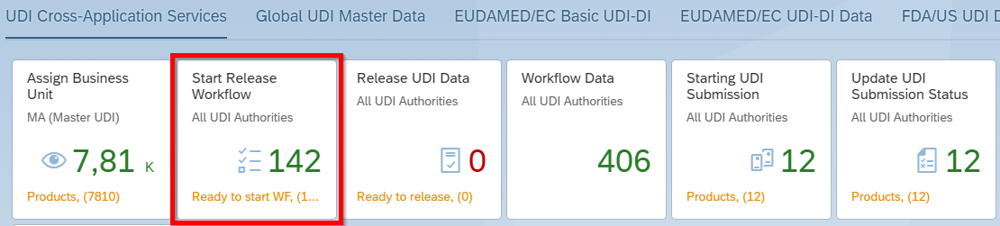 UDI Cross-Application Services Global UDI Master Data EUDAMED/EC Basic UDI-DI EUDAMED/EC UDI-DI Data FDA/US UDI
Assign Business
Unit
MA (Master UDI)
7,81 K
Products, (7810)
Start Release
Workflow
All UDI Authorities
142
Ready to start WF, (1...
Release UDI Data
All UDI Authorities
0
Ready to release, (0)
Workflow Data
All UDI Authorities
406
Starting UDI
Submission
All UDI Authorities
12
Products, (12)
Update UDI
Submission Status
All UDI Authorities
12
Products, (12)